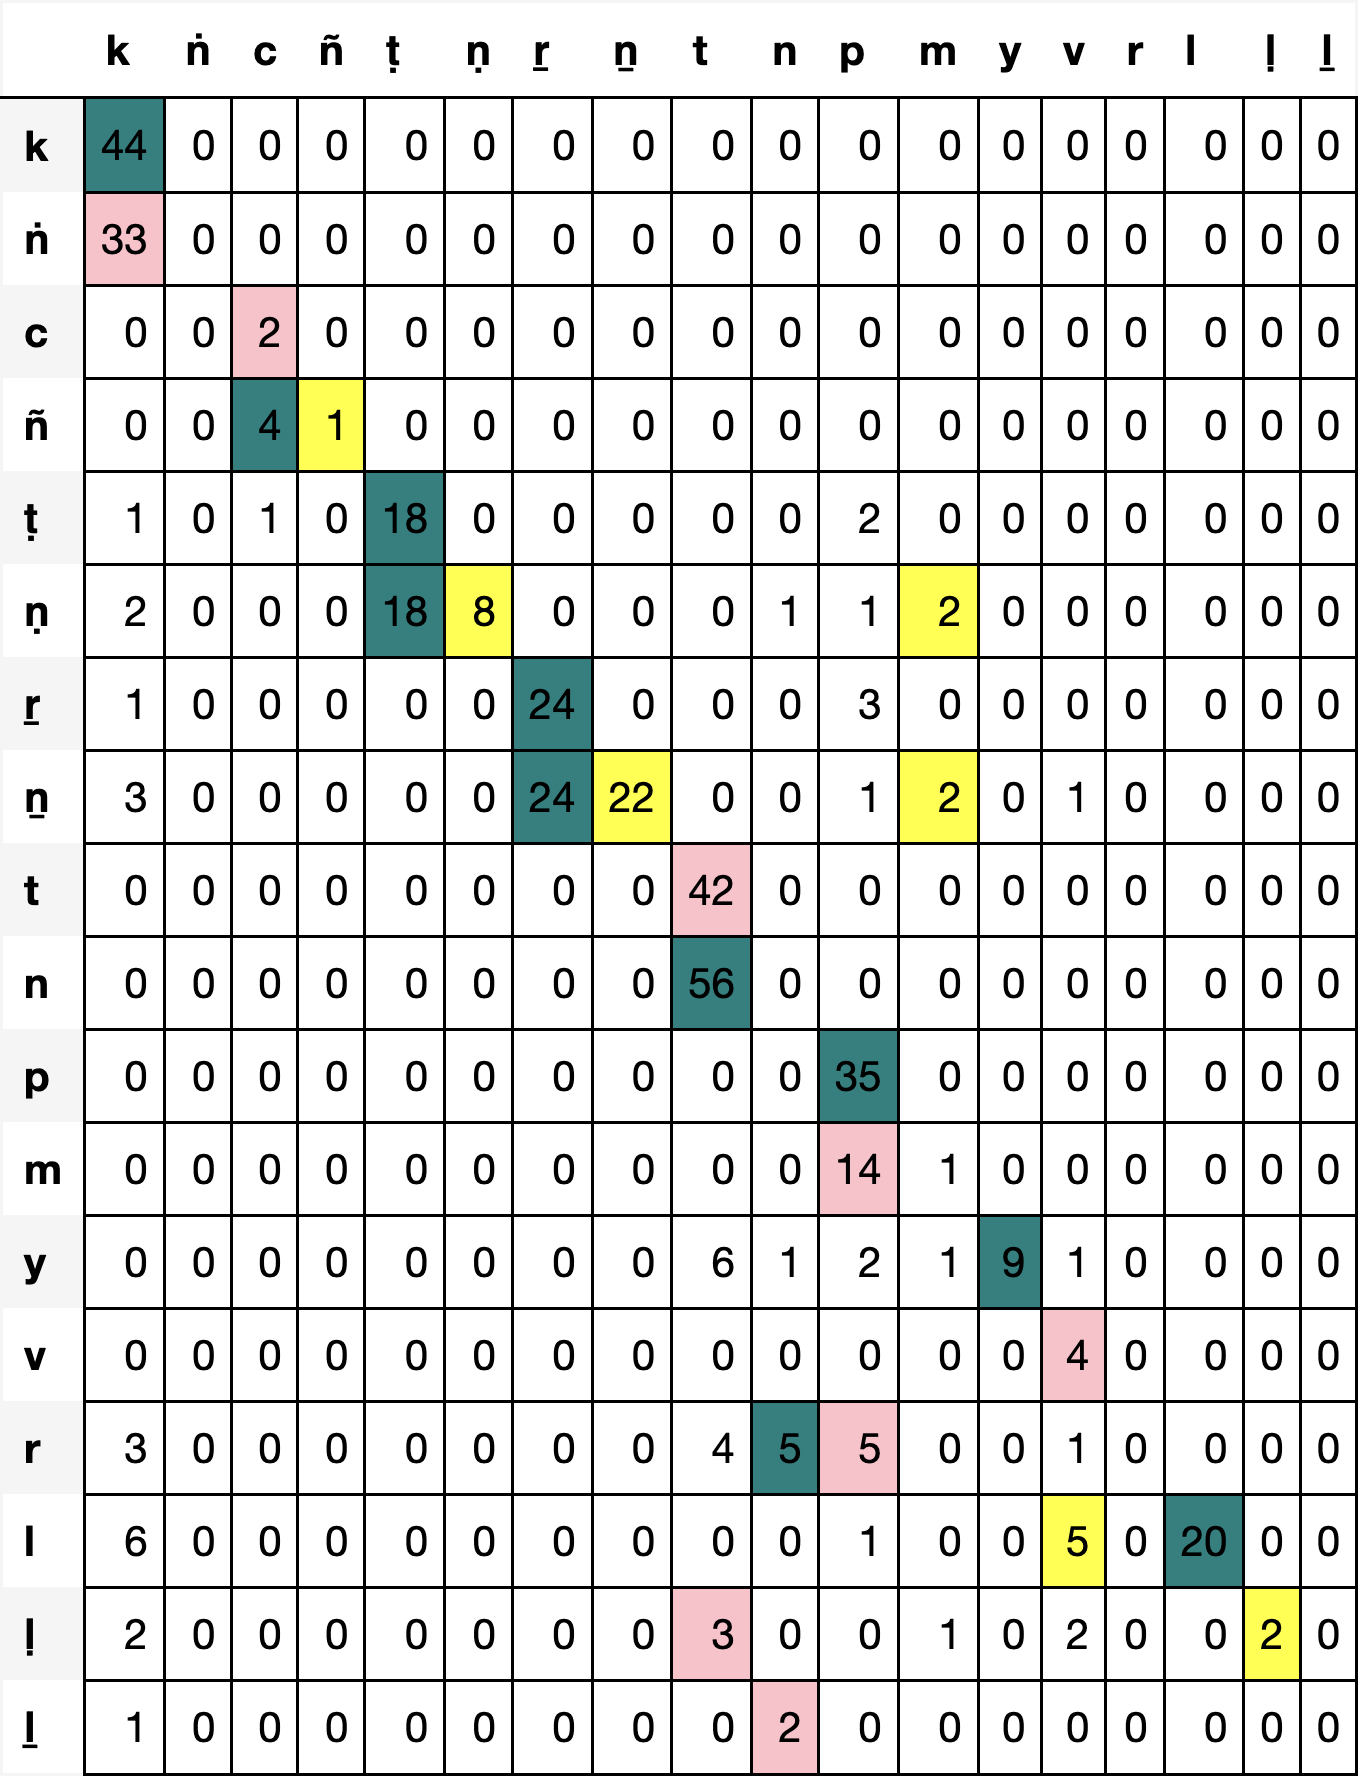 k ṅ c ñ ṭ ṇ ṟ ṉ t n p m y v r l ḷ ḻ
k 44 0 0 0 0 0 0 0 0 0 0 0 0 0 0 0 0 0
ṅ 33 0 0 0 0 0 0 0 0 0 0 0 0 0 0 0 0 0
c 0 0 2 0 0 0 0 0 0 0 0 0 0 0 0 0 0 0
ñ 0 0 4 1 0 0 0 0 0 0 0 0 0 0 0 0 0 0
ṭ 1 0 1 0 18 0 0 0 0 0 2 0 0 0 0 0 0 0
ṇ 2 0 0 0 18 8 0 0 0 1 1 2 0 0 0 0 0 0
ṟ 1 0 0 0 0 0 24 0 0 0 3 0 0 0 0 0 0 0
ṉ 3 0 0 0 0 0 24 22 0 0 1 2 0 1 0 0 0 0
t 0 0 0 0 0 0 0 0 42 0 0 0 0 0 0 0 0 0
n 0 0 0 0 0 0 0 0 56 0 0 0 0 0 0 0 0 0
p 0 0 0 0 0 0 0 0 0 0 35 0 0 0 0 0 0 0
m 0 0 0 0 0 0 0 0 0 0 14 1 0 0 0 0 0 0
y 0 0 0 0 0 0 0 0 6 1 2 1 9 1 0 0 0 0
v 0 0 0 0 0 0 0 0 0 0 0 0 0 4 0 0 0 0
r 3 0 0 0 0 0 0 0 4 5 5 0 0 1 0 0 0 0
l 6 0 0 0 0 0 0 0 0 0 1 0 0 5 0 20 0 0
ḷ 2 0 0 0 0 0 0 0 3 0 0 1 0 2 0 0 2 0
ḻ 1 0 0 0 0 0 0 0 0 2 0 0 0 0 0 0 0 0